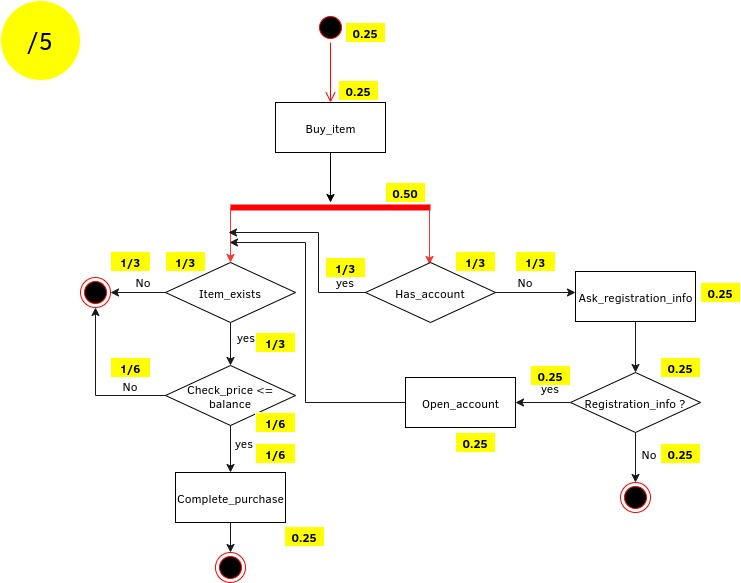 /5
0.25
0.25
Buy_item
0.50
1/3
1/3
No
Item_exists
1/3
yes
1/3
Has_account
1/3
No
Ask_registration_info
0.25
yes
1/3
1/6
No
Check_price <=
balance
1/6
Open_account
0.25
0.25
yes
0.25
Registration_info ?
yes
1/6
No
0.25
Complete_purchase
0.25